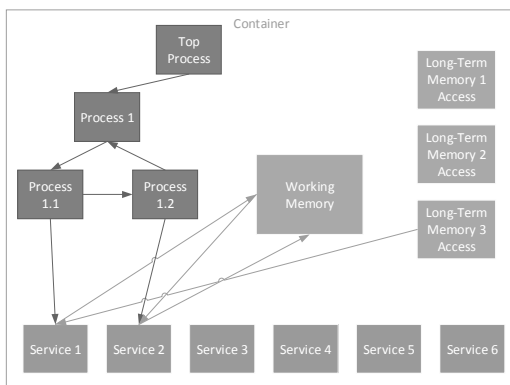 Container
Top
Process
Long-Term
Memory 1
Access
Process 1
Long-Term
Memory 2
Access
Process
1.1
Process
1.2
Working
Memory
Long-Term
Memory 3
Access
Service 1
Service 2
Service 3
Service 4
Service 5
Service 6